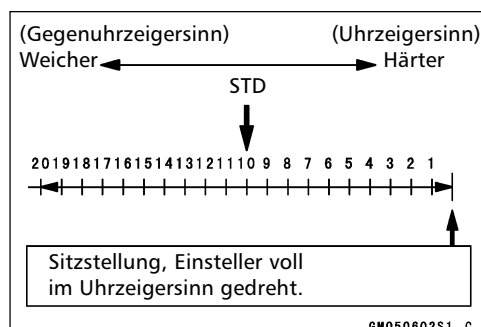 (Gegenuhrzeigersinn) (Uhrzeigersinn)
Weicher Härter
STD
20 19 18 17 16 15 14 13 12 11 10 9 8 7 6 5 4 3 2 1
Sitzstellung, Einsteller voll
im Uhrzeigersinn gedreht.
GM050602S1 C